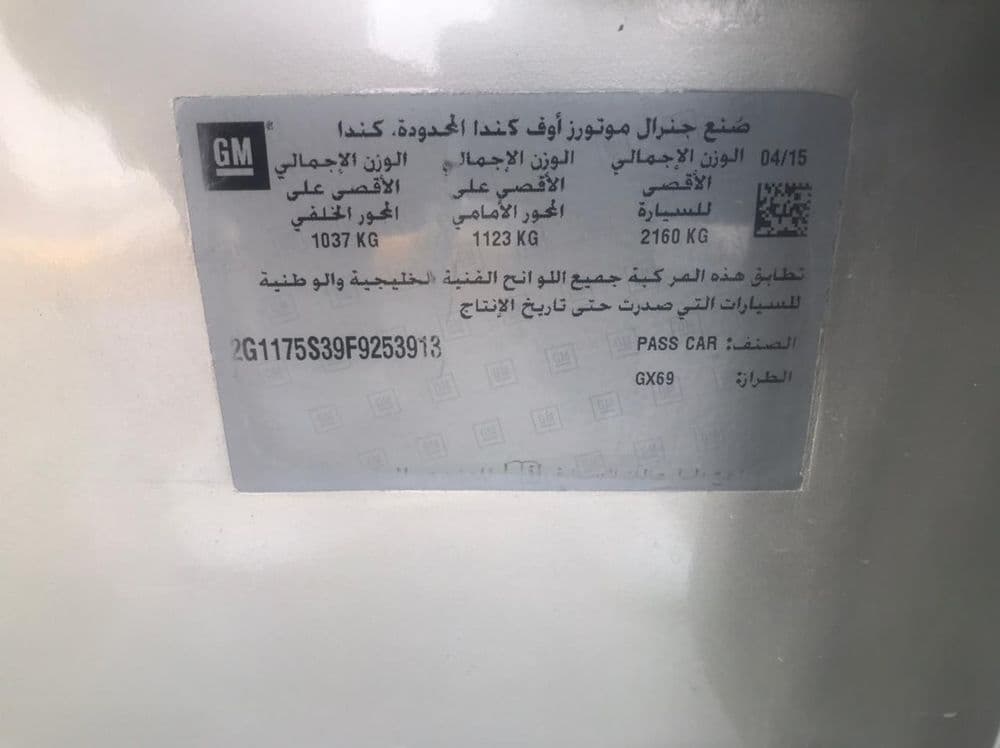 صُنع جنرال موتورز أوف كندا المحدودة، كندا
GM
04/15 الوزن الإجمالي الوزن الإجمال الوزن الإجمالي
الأقصى الأقصى على الأقصى على
للسيارة المحور الأمامي المحور الخلفي
2160 KG 1123 KG 1037 KG
تطابق هذه المركبة جميع اللوائح الفنية الخليجية والوطنية
للسيارات التي صدرت حتى تاريخ الإنتاج
الصنف: PASS CAR 2G1175S39F9253913
الطراز: GX69